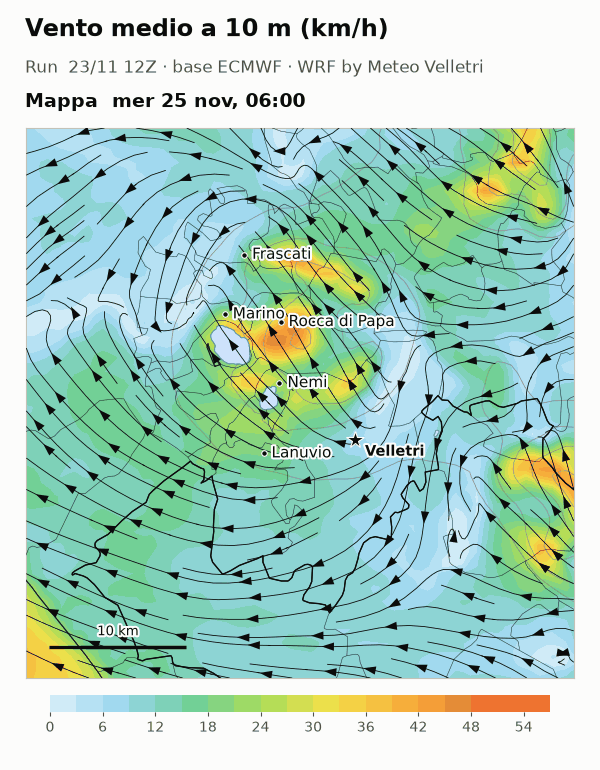 Vento medio a 10 m (km/h)
Run  23/11 12Z · base ECMWF · WRF by Meteo Velletri
Mappa  mer 25 nov, 06:00
Frascati
Marino
Rocca di Papa
Nemi
Velletri
Lanuvio
10 km
0 6 12 18 24 30 36 42 48 54